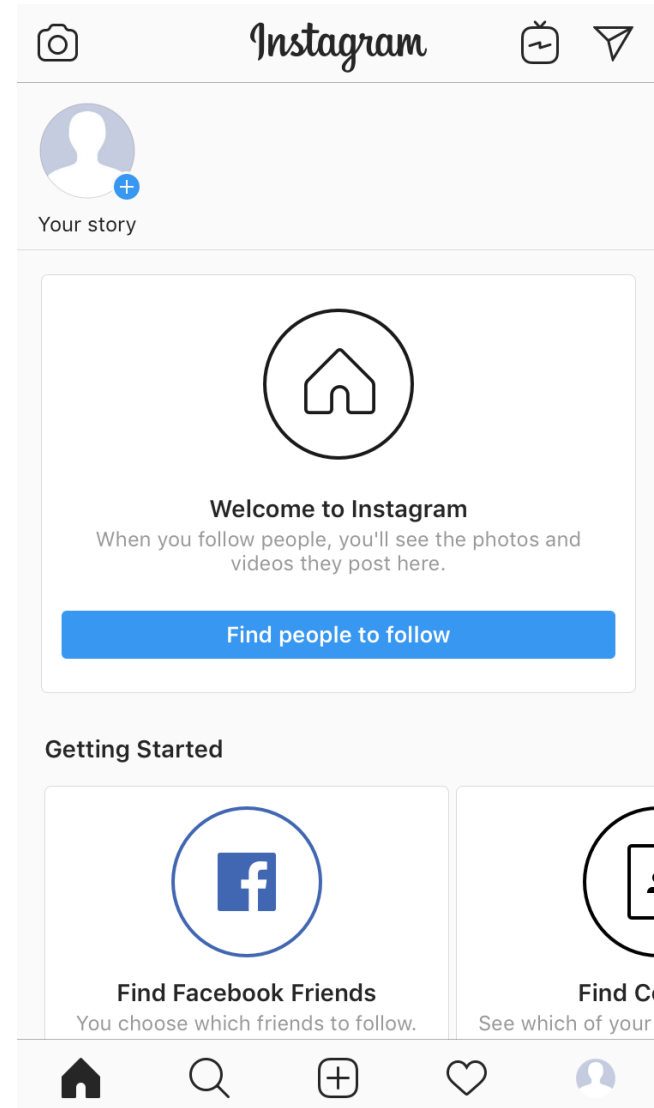 Instagram
Your story
Welcome to Instagram
When you follow people, you'll see the photos and
videos they post here.
Find people to follow
Getting Started
Find Facebook Friends
You choose which friends to follow.
Find
See which of your